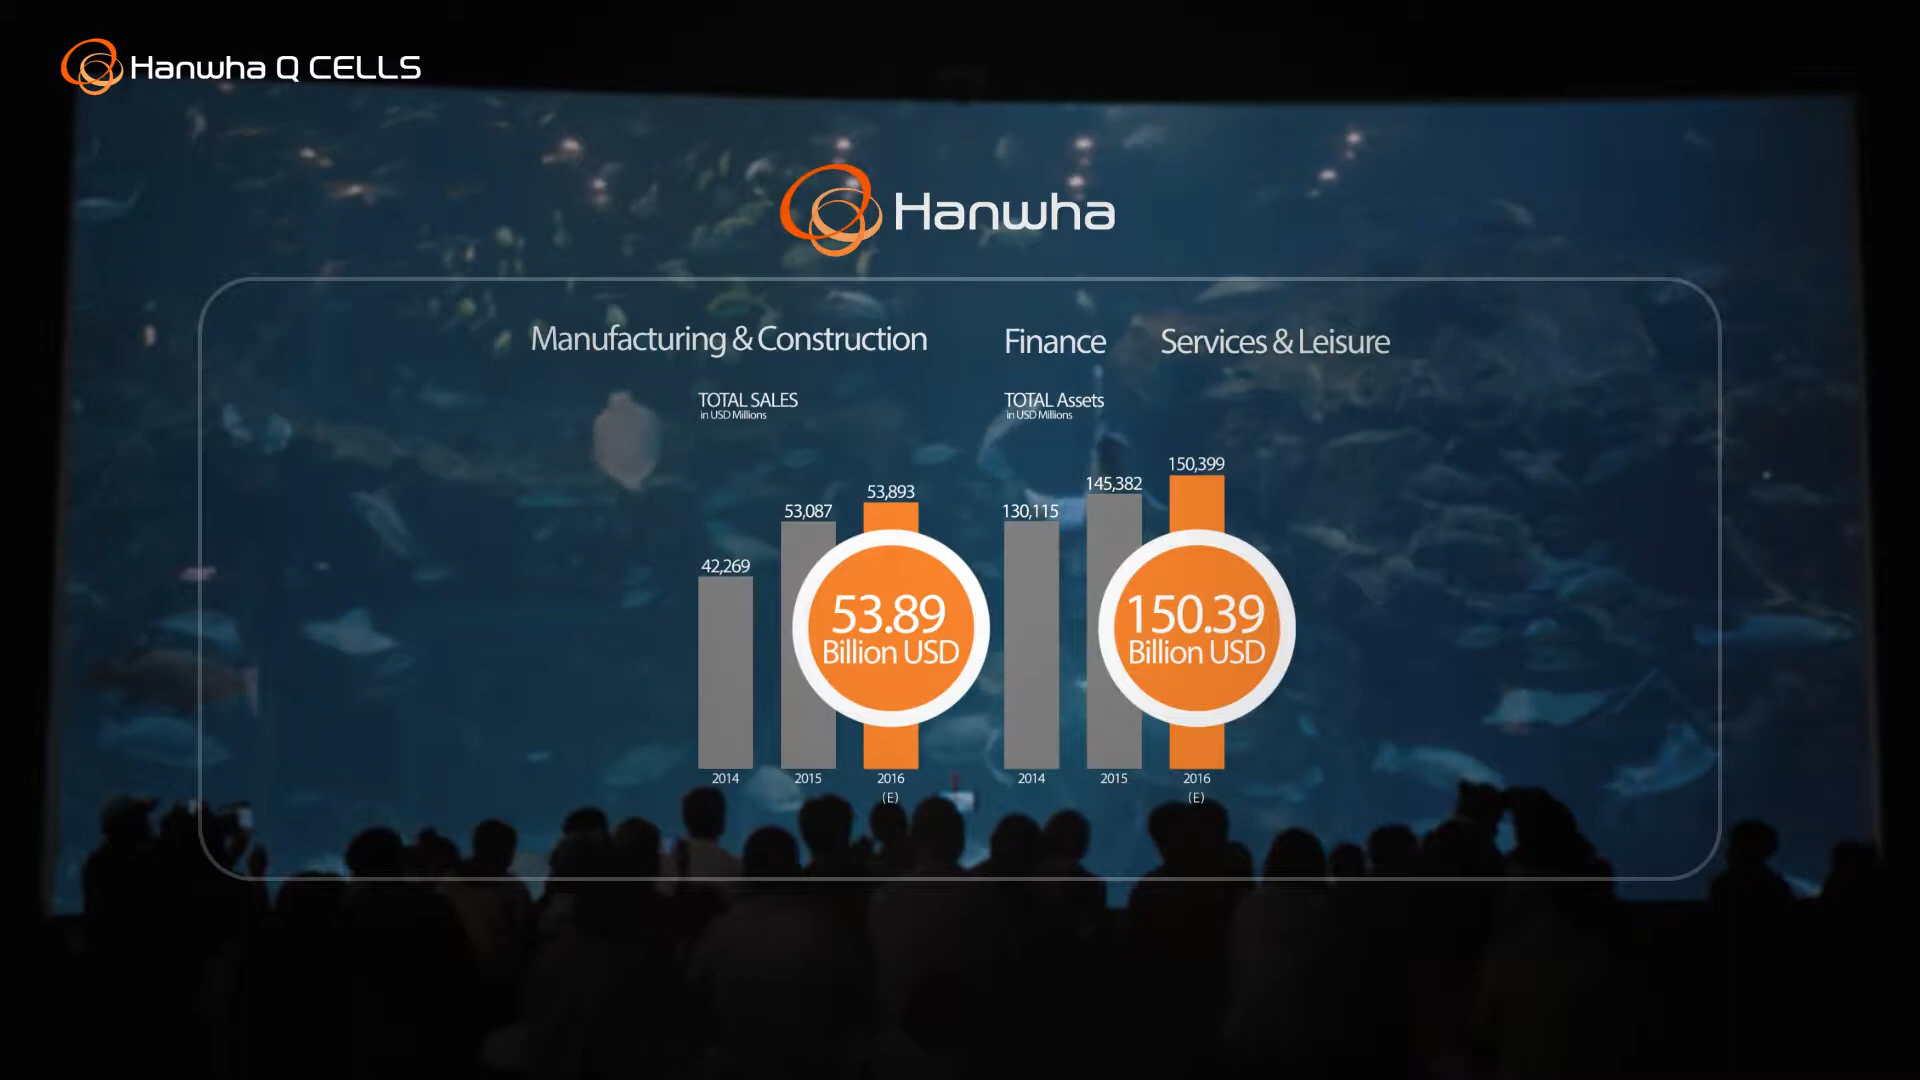 Hanwha Q CELLS
Hanwha
Manufacturing & Construction
Finance
Services & Leisure
TOTAL SALES
in USD Millions
42,269
53,087
53,893
53.89
Billion USD
2014
2015
2016
(E)
TOTAL Assets
in USD Millions
130,115
145,382
150,399
150.39
Billion USD
2014
2015
2016
(E)